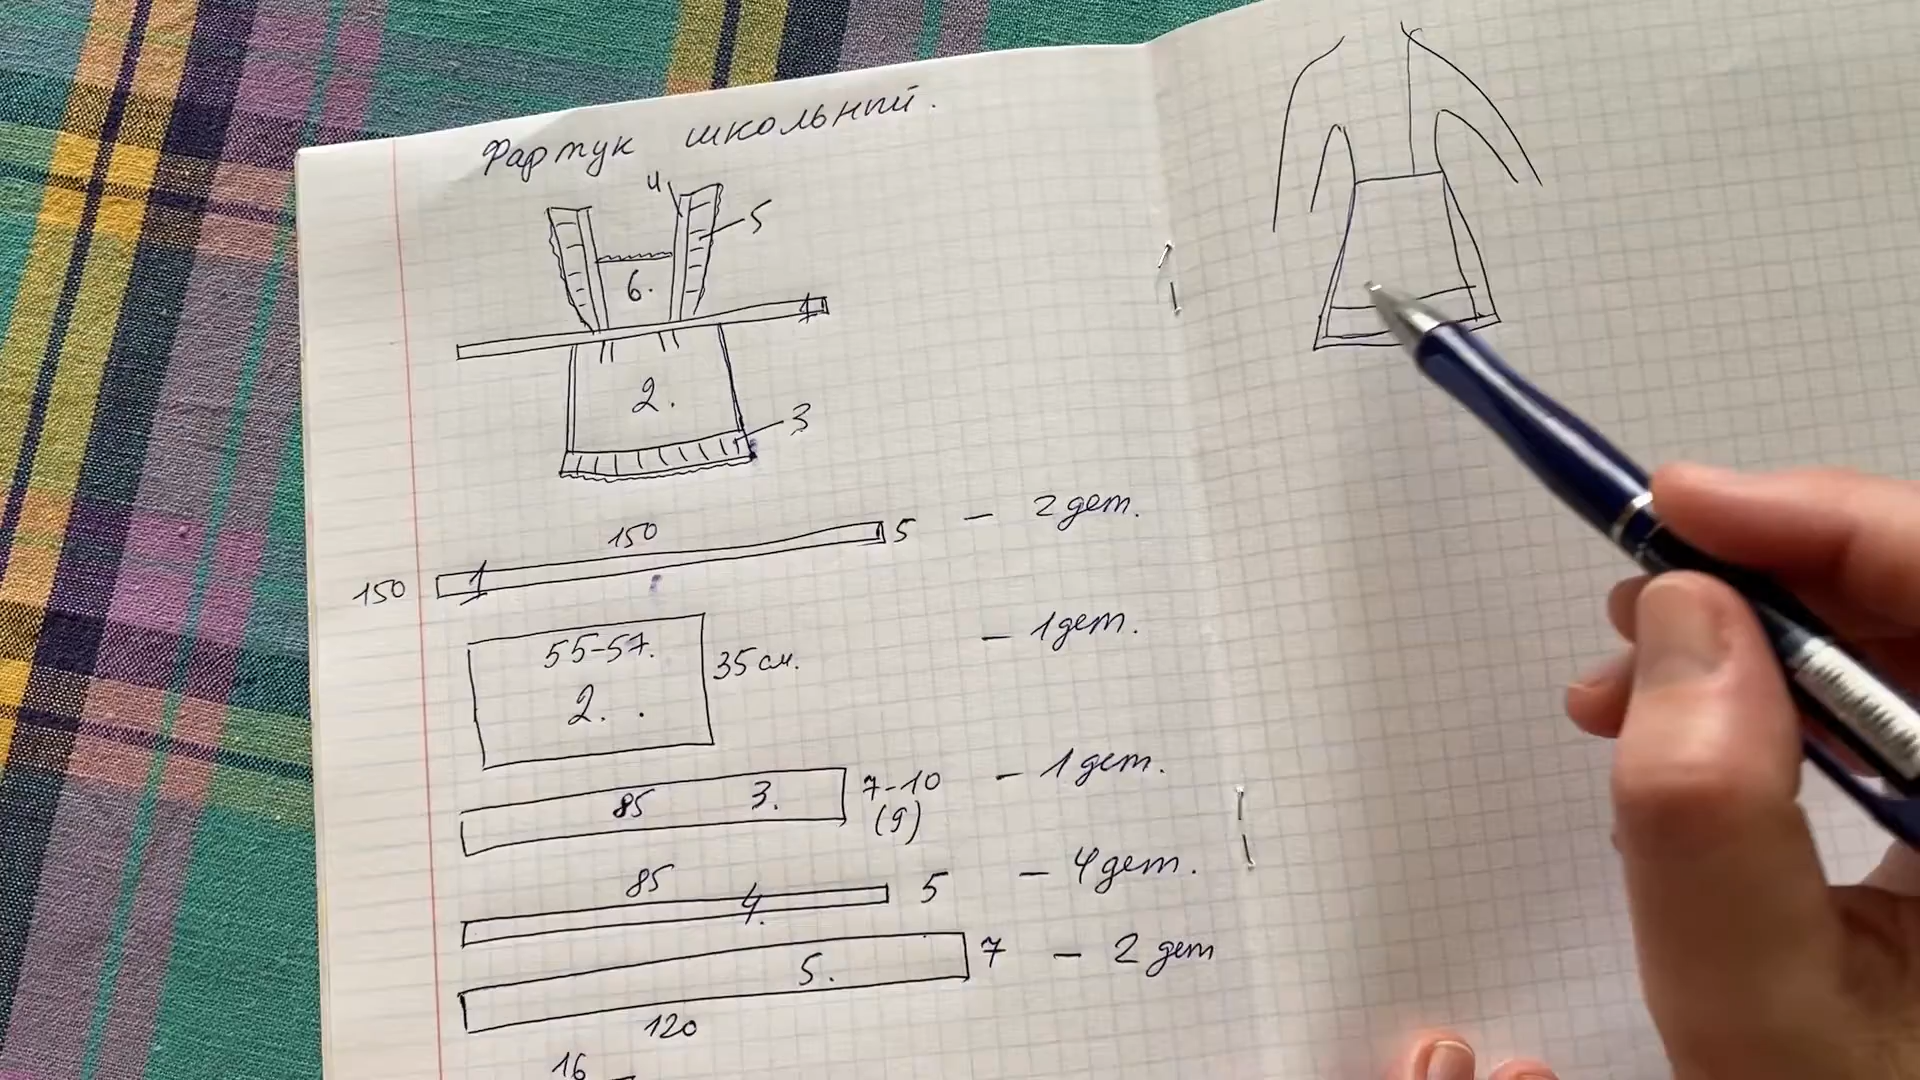 Фартук школьный.
4
5
6.
1
2.
3
150
5 - 2 дет.
150
1
55-57.
35 см.
- 1 дет.
2.
85
3.
7-10
- 1 дет.
(9)
85
4.
5 - 4 дет.
5.
7 - 2 дет
120
16